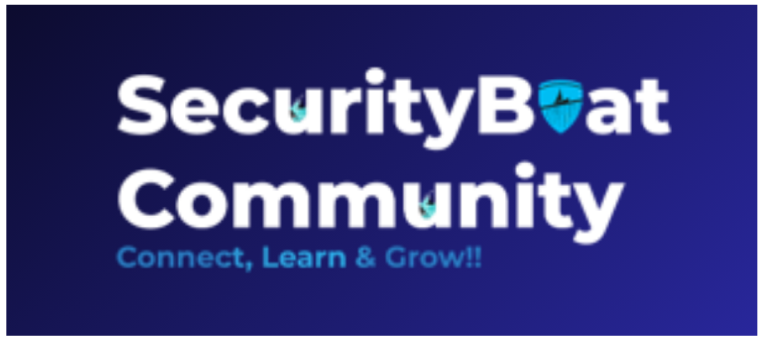 SecurityBoat
Community
Connect, Learn & Grow!!